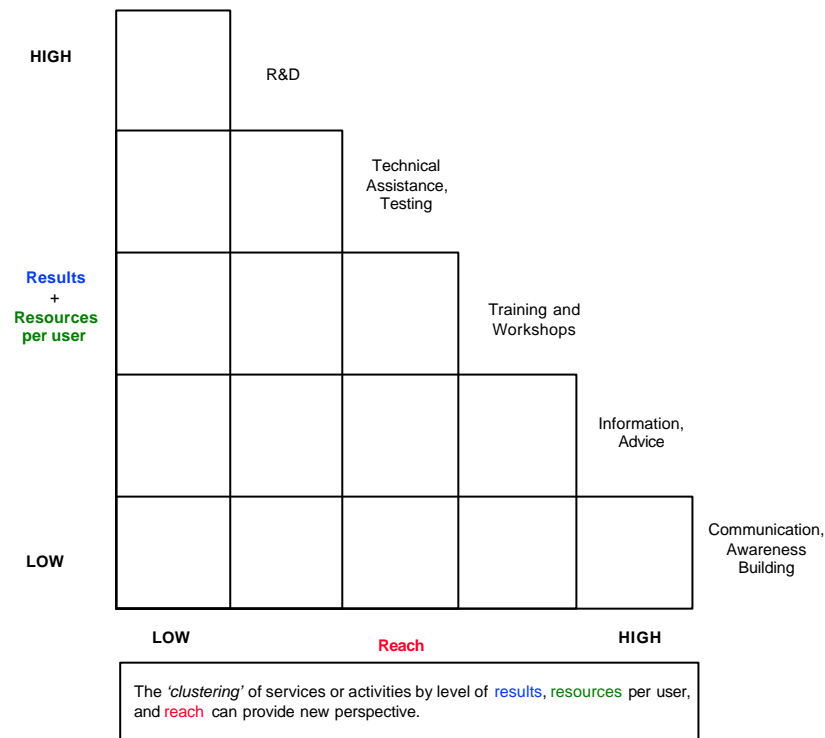 HIGH
R&D
Technical
Assistance,
Testing
Results
+
Resources
per user
Training and
Workshops
Information,
Advice
LOW
Communication,
Awareness
Building
LOW
Reach
HIGH
The 'clustering' of services or activities by level of results, resources per user,
and reach can provide new perspective.